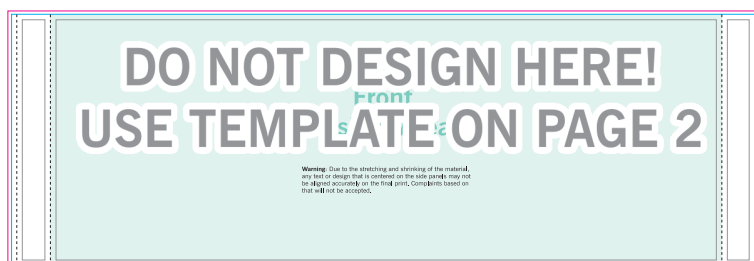 DO NOT DESIGN HERE!
Front
USE TEMPLATE ON PAGE 2
Warning: Due to the stretching and shrinking of the material,
any text or design that is centered on the side panels may not
be aligned accurately on the final print. Complaints based on
that will not be accepted.